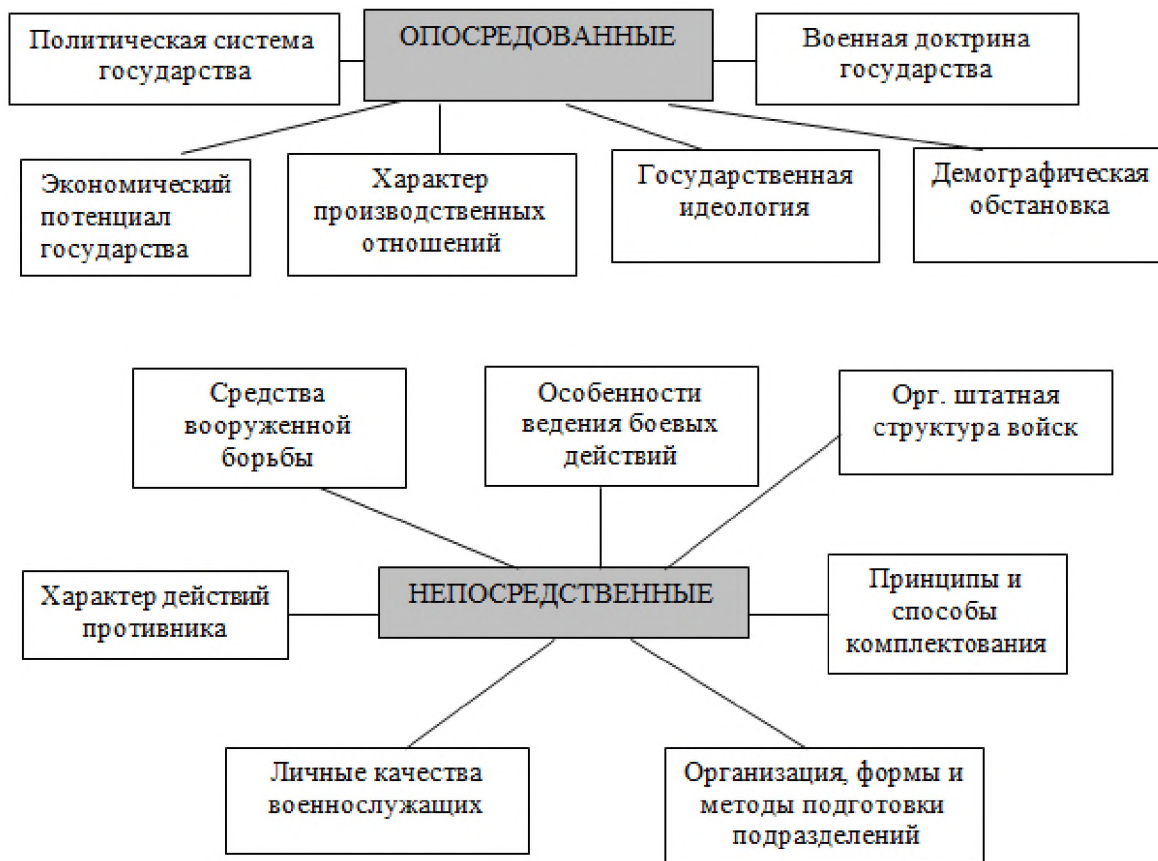 Политическая система
государства
ОПОСРЕДОВАННЫЕ
Военная доктрина
государства
Экономический
потенциал
государства
Характер
производственных
отношений
Государственная
идеология
Демографическая
обстановка
Средства
вооруженной
борьбы
Особенности
ведения боевых
действий
Орг. штатная
структура войск
Характер действий
противника
НЕПОСРЕДСТВЕННЫЕ
Принципы и
способы
комплектования
Личные качества
военнослужащих
Организация, формы и
методы подготовки
подразделений